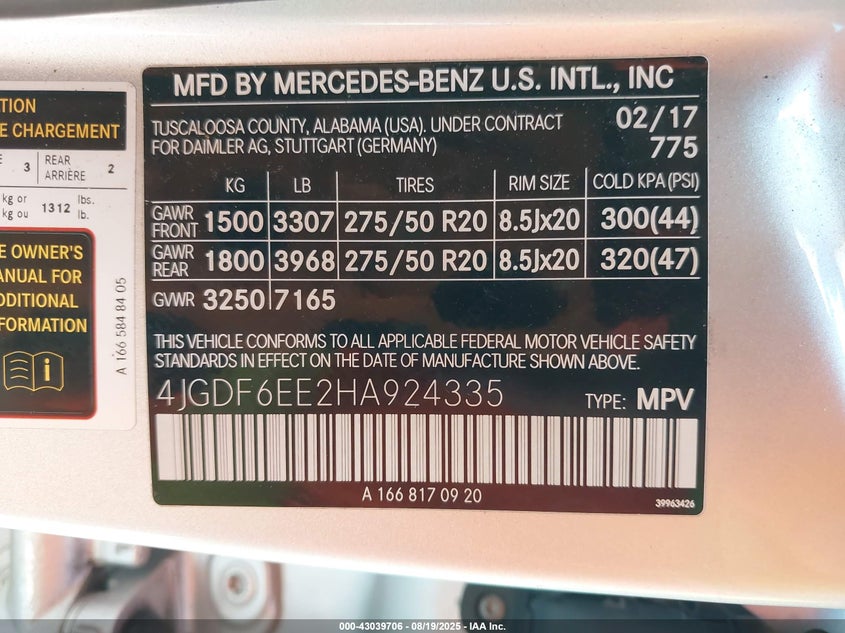 TION
E CHARGEMENT
3 REAR ARRIÈRE 2
kg or kg ou 1312 lbs. lb.
E OWNER'S
ANUAL FOR
DDITIONAL
FORMATION
A 166 584 84 05
MFD BY MERCEDES-BENZ U.S. INTL., INC
TUSCALOOSA COUNTY, ALABAMA (USA). UNDER CONTRACT 02/17
FOR DAIMLER AG, STUTTGART (GERMANY) 775
KG LB TIRES RIM SIZE COLD KPA (PSI)
GAWR FRONT 1500 3307 275/50 R20 8.5Jx20 300(44)
GAWR REAR 1800 3968 275/50 R20 8.5Jx20 320(47)
GVWR 3250 7165
THIS VEHICLE CONFORMS TO ALL APPLICABLE FEDERAL MOTOR VEHICLE SAFETY
STANDARDS IN EFFECT ON THE DATE OF MANUFACTURE SHOWN ABOVE.
4JGDF6EE2HA924335 TYPE: MPV
A 166 817 09 20
39963426
000-43039706 - 08/19/2025 - IAA Inc.